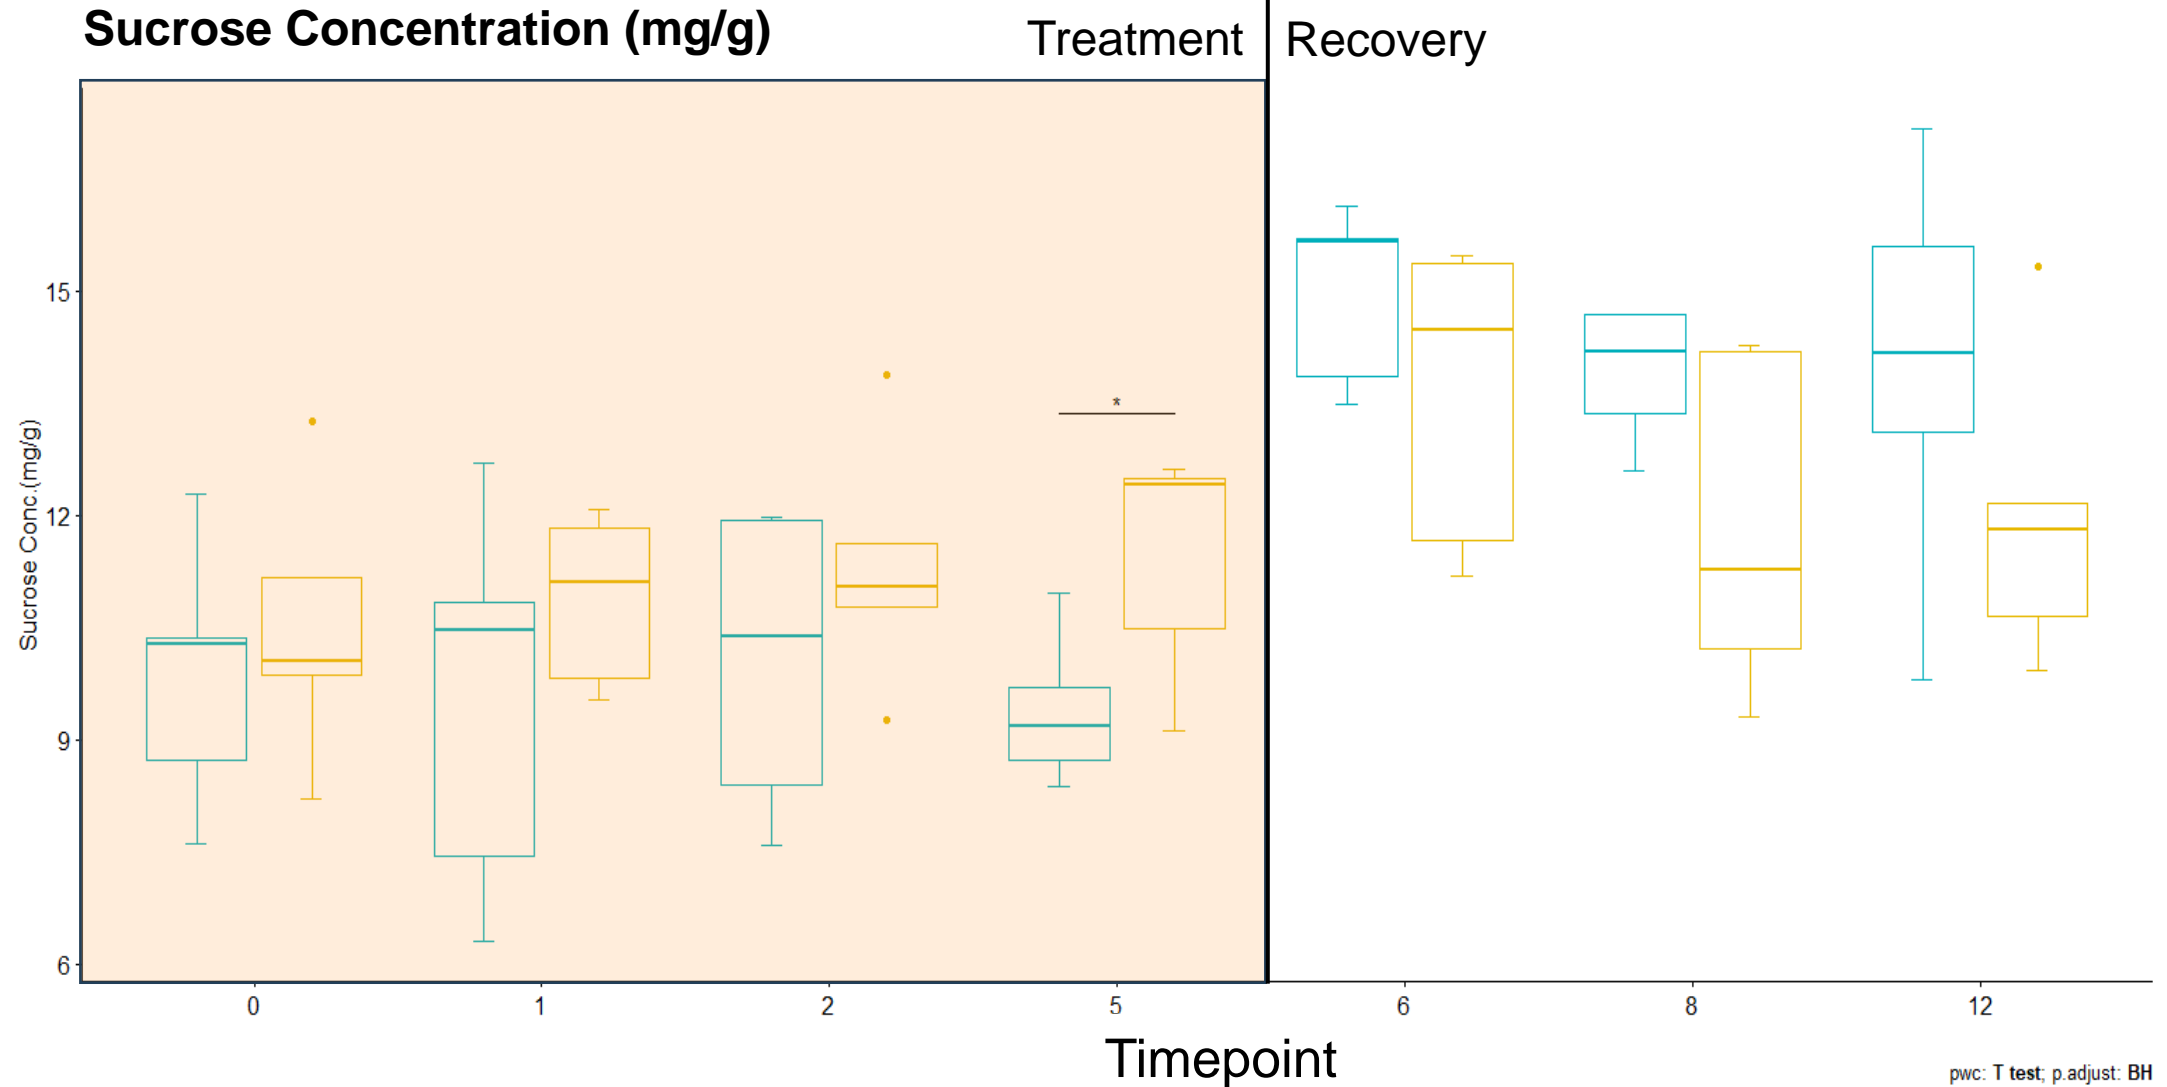 Sucrose Concentration (mg/g)
Treatment
Recovery
Sucrose Conc.(mg/g)
15
12
9
6
*
0 1 2 5 6 8 12
Timepoint
pwc: T test; p.adjust: BH